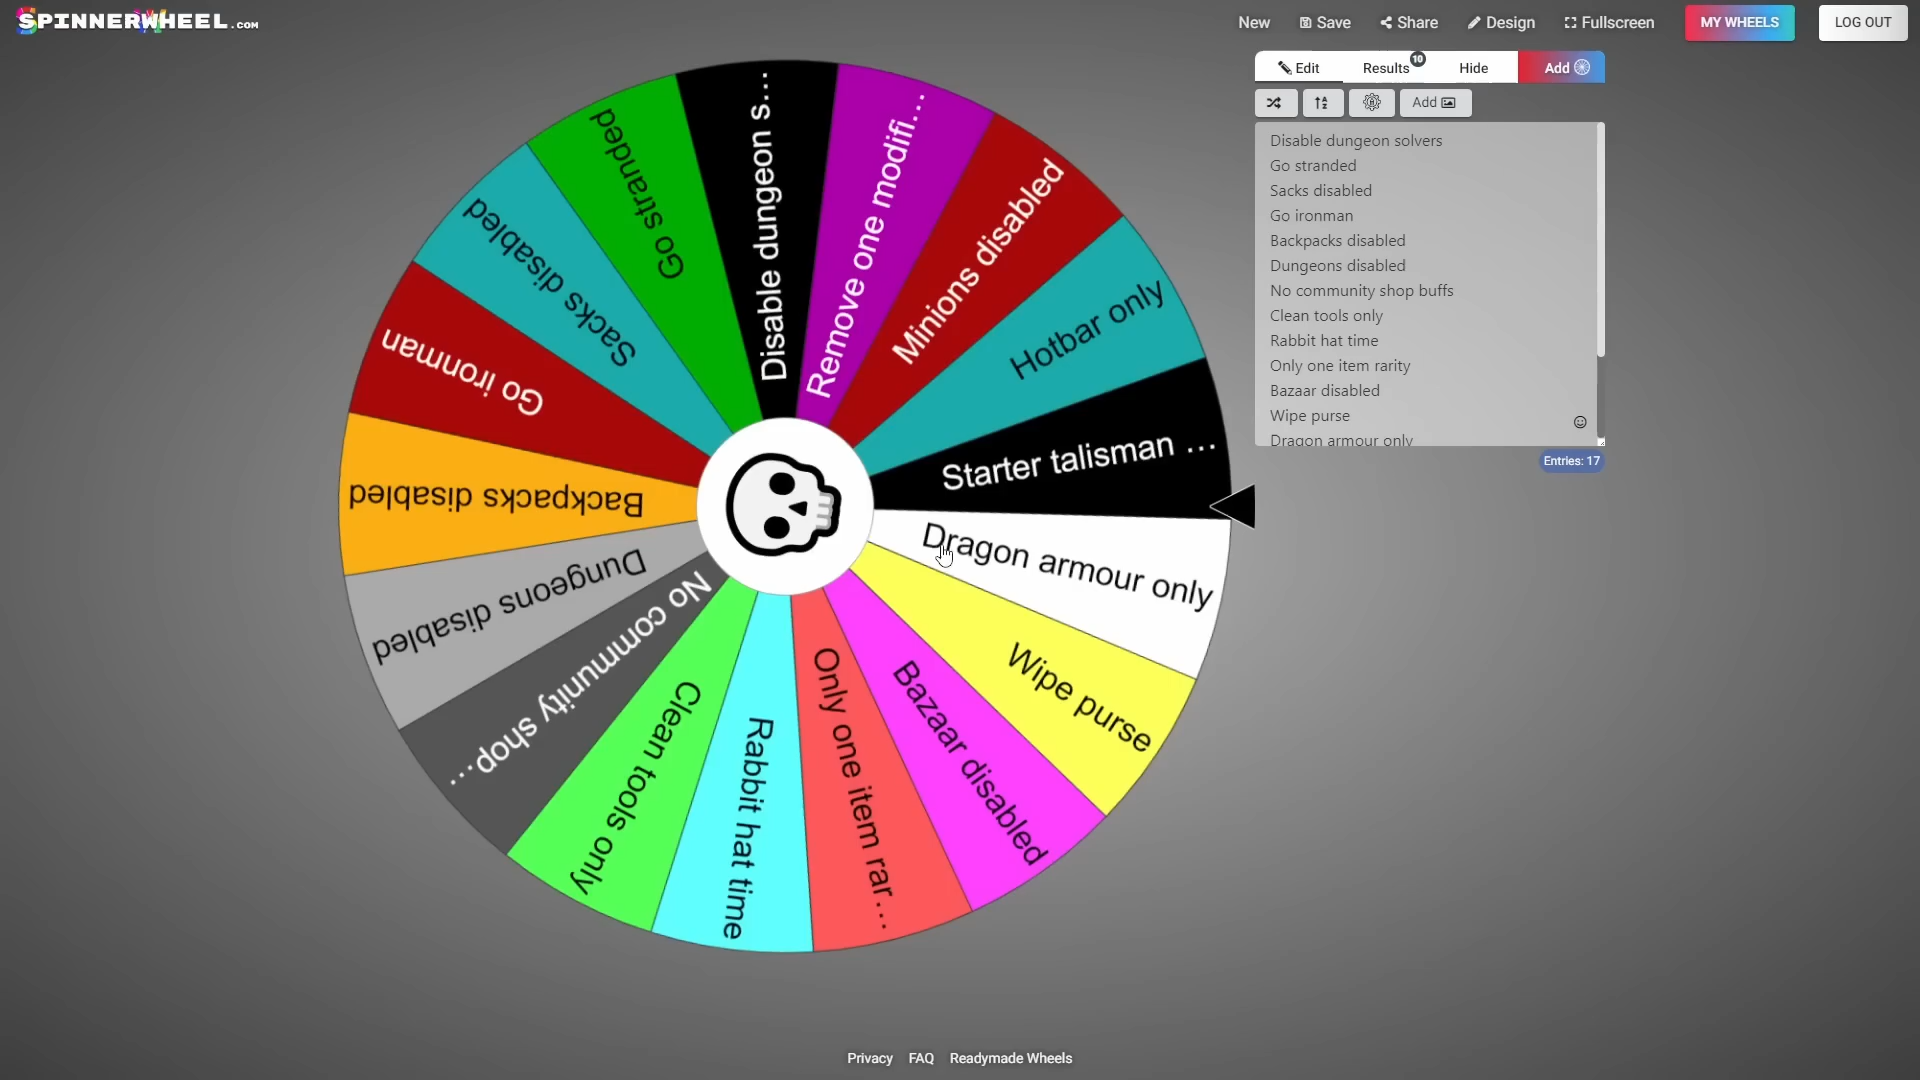 SPINNERWHEEL.COM
New
Save
Share
Design
Fullscreen
MY WHEELS
LOG OUT
Edit
Results 10
Hide
Add
Add
Disable dungeon solvers
Go stranded
Sacks disabled
Go ironman
Backpacks disabled
Dungeons disabled
No community shop buffs
Clean tools only
Rabbit hat time
Only one item rarity
Bazaar disabled
Wipe purse
Dragon armour only
Entries: 17
Disable dungeon s...
Remove one modifi...
Minions disabled
Hotbar only
Starter talisman ...
Dragon armour only
Wipe purse
Bazaar disabled
Only one item rar...
Rabbit hat time
Clean tools only
No community shop...
Dungeons disabled
Backpacks disabled
Go ironman
Sacks disabled
Go stranded
Privacy
FAQ
Readymade Wheels